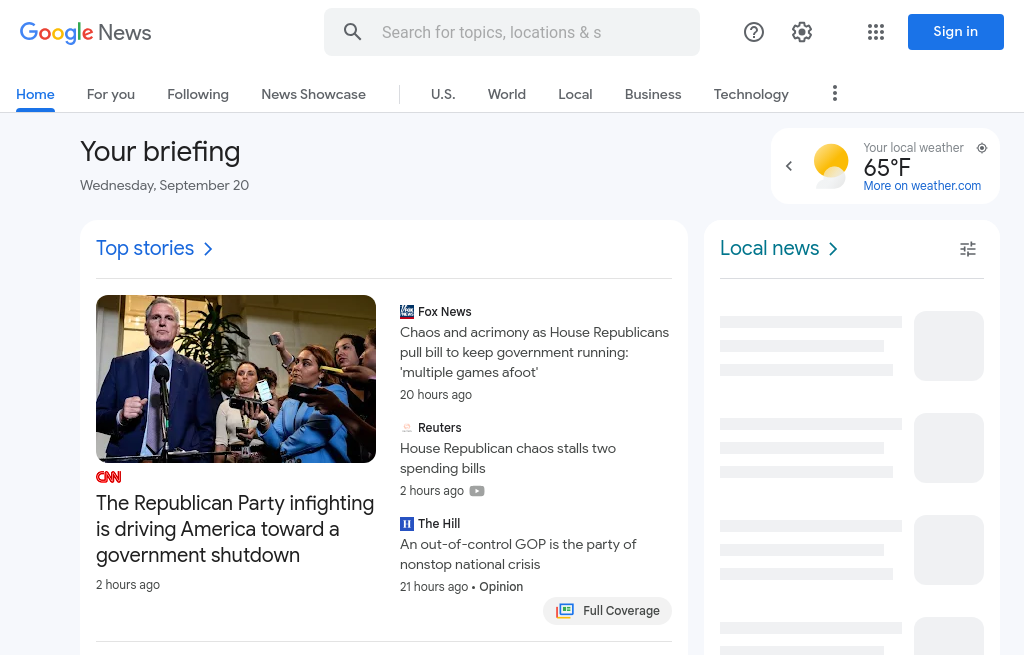 Google News
Search for topics, locations & s
Sign in
Home
For you
Following
News Showcase
U.S.
World
Local
Business
Technology
Your briefing
Wednesday, September 20
Your local weather
65°F
More on weather.com
Top stories
CNN
The Republican Party infighting
is driving America toward a
government shutdown
2 hours ago
Fox News
Chaos and acrimony as House Republicans
pull bill to keep government running:
'multiple games afoot'
20 hours ago
Reuters
House Republican chaos stalls two
spending bills
2 hours ago
H The Hill
An out-of-control GOP is the party of
nonstop national crisis
21 hours ago • Opinion
Full Coverage
Local news